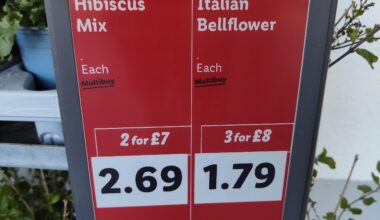 Hibiscus
Mix
.
Each
Multibuy
2 for £7
2.69
Italian
Bellflower
.
Each
Multibuy
3 for £8
1.79